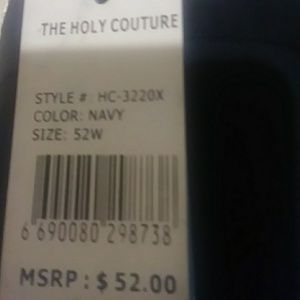 THE HOLY COUTURE
STYLE #: HC-3220X
COLOR: NAVY
SIZE: 52W
6 690080 298738
MSRP : $ 52.00